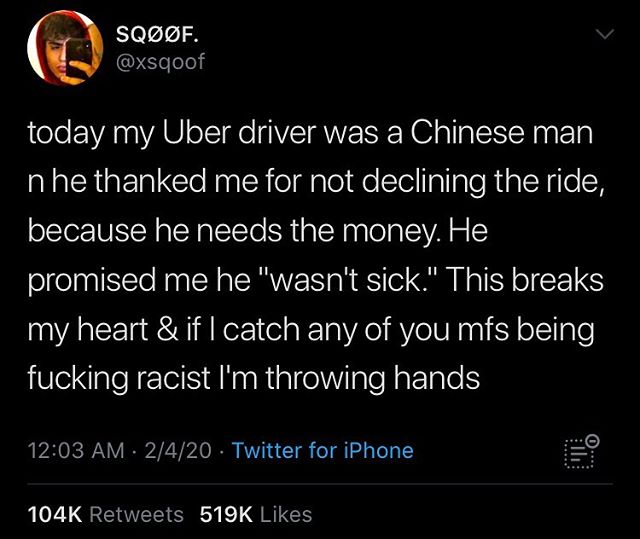 SQØØF.
@xsqoof
today my Uber driver was a Chinese man
n he thanked me for not declining the ride,
because he needs the money. He
promised me he "wasn't sick." This breaks
my heart & if I catch any of you mfs being
fucking racist I'm throwing hands
12:03 AM · 2/4/20 · Twitter for iPhone
104K Retweets 519K Likes